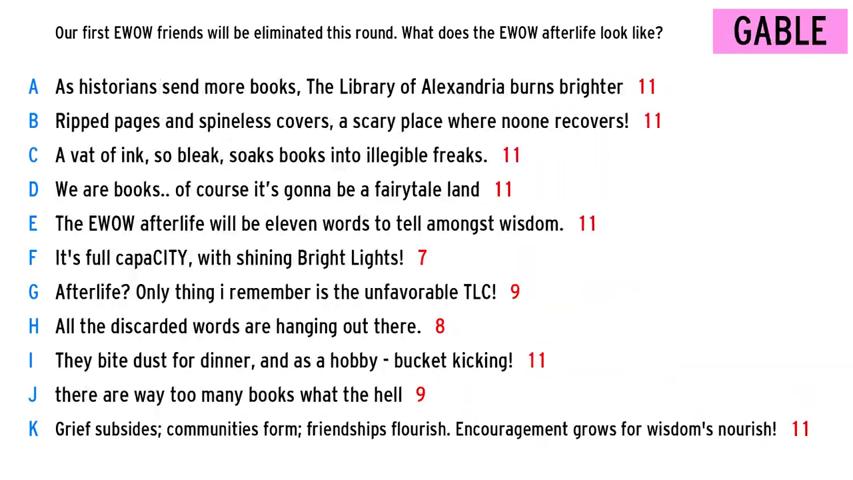 Our first EWOW friends will be eliminated this round. What does the EWOW afterlife look like?
GABLE
A As historians send more books, The Library of Alexandria burns brighter 11
B Ripped pages and spineless covers, a scary place where noone recovers! 11
C A vat of ink, so bleak, soaks books into illegible freaks. 11
D We are books.. of course it's gonna be a fairytale land 11
E The EWOW afterlife will be eleven words to tell amongst wisdom. 11
F It's full capaCITY, with shining Bright Lights! 7
G Afterlife? Only thing i remember is the unfavorable TLC! 9
H All the discarded words are hanging out there. 8
I They bite dust for dinner, and as a hobby - bucket kicking! 11
J there are way too many books what the hell 9
K Grief subsides; communities form; friendships flourish. Encouragement grows for wisdom's nourish! 11